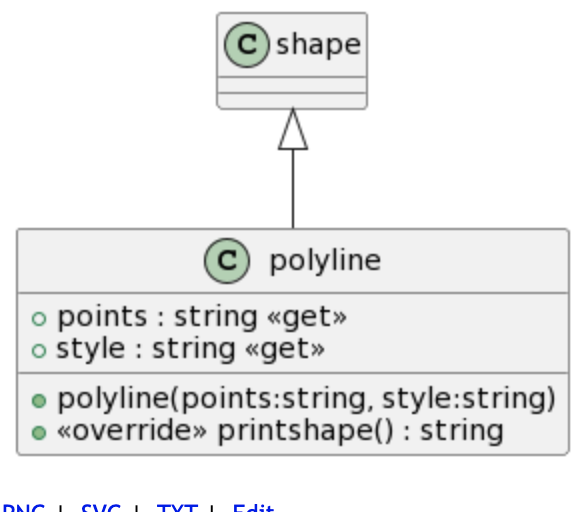 C shape
C polyline
points : string «get»
style : string «get»
polyline(points:string, style:string)
«override» printshape() : string
PNG | SVG | TXT | Edit